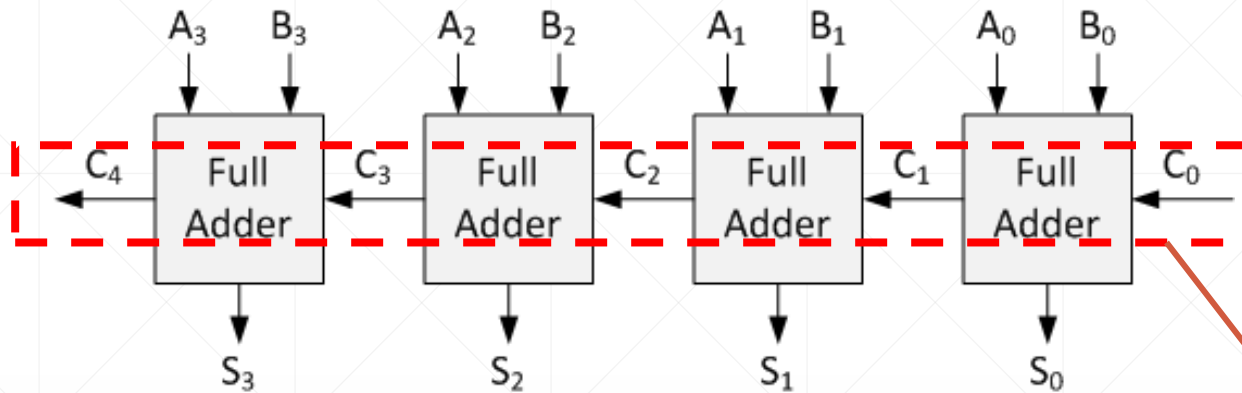 A₃ B₃ A₂ B₂ A₁ B₁ A₀ B₀
C₄ Full C₃ Full C₂ Full C₁ Full C₀
Adder Adder Adder Adder
S₃ S₂ S₁ S₀